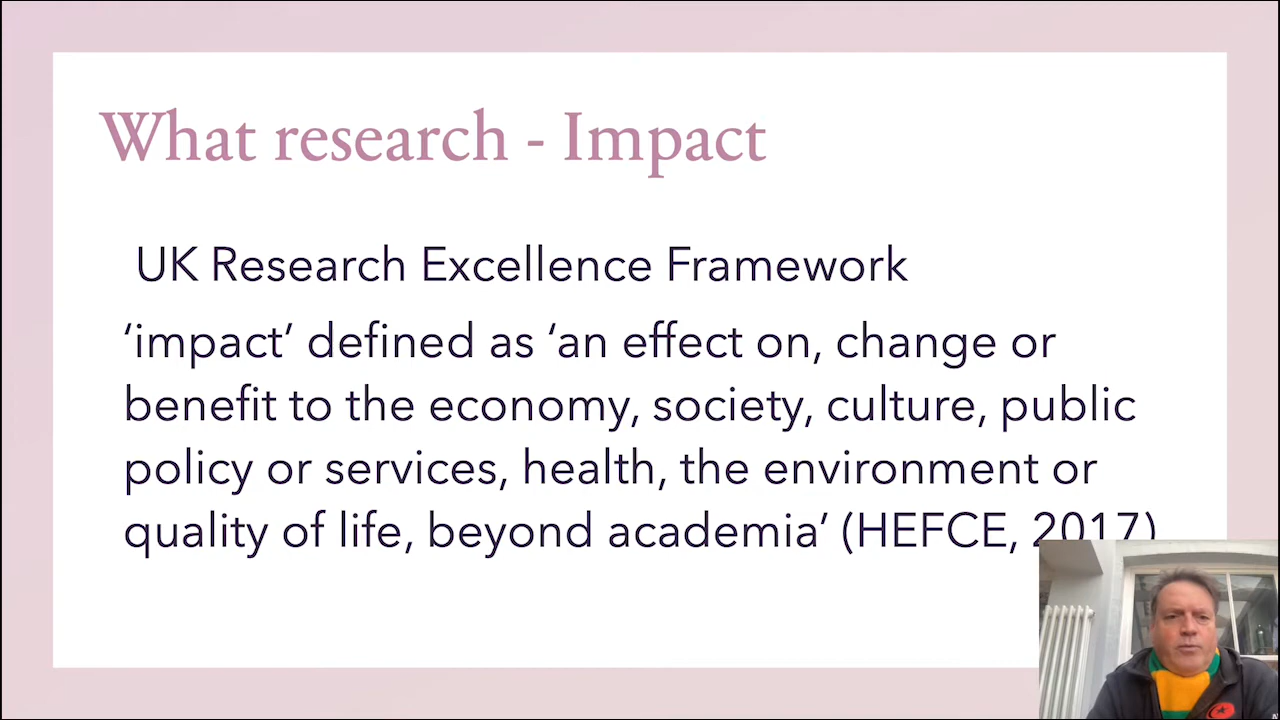 What research - Impact
UK Research Excellence Framework
‘impact’ defined as ‘an effect on, change or
benefit to the economy, society, culture, public
policy or services, health, the environment or
quality of life, beyond academia’ (HEFCE, 2017)